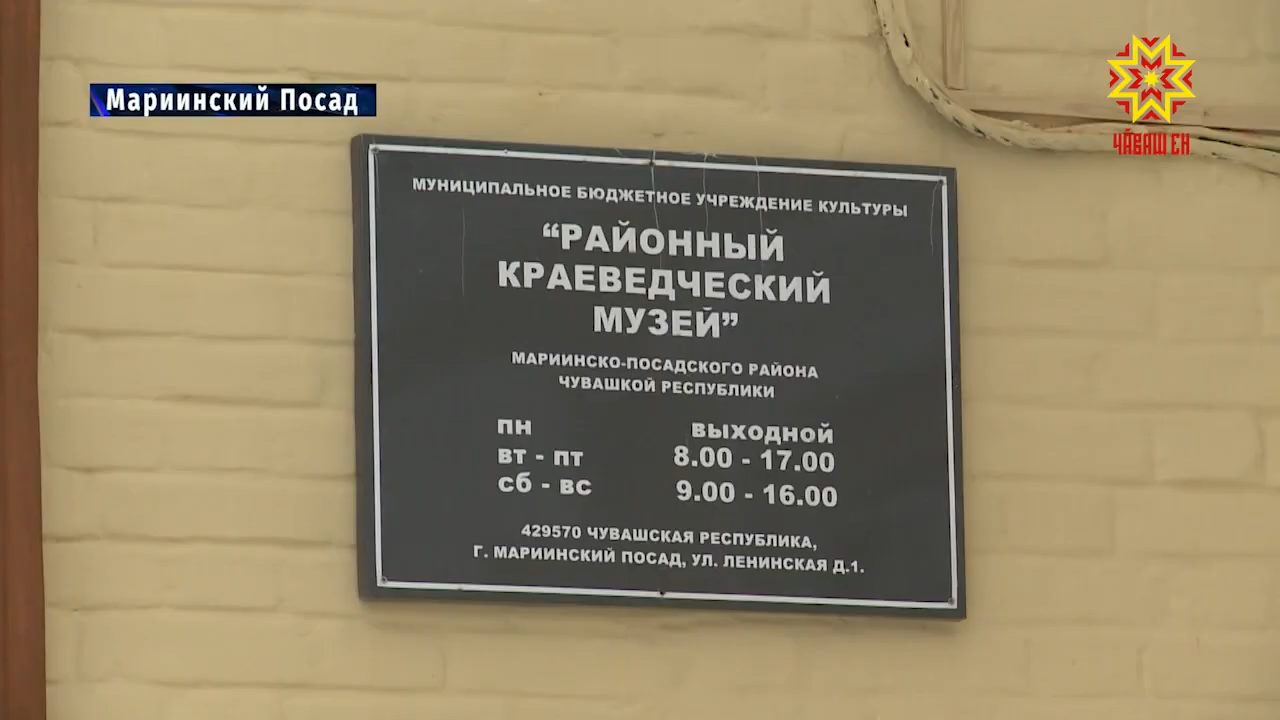 Мариинский Посад
ЧӐВАШ ЕН
МУНИЦИПАЛЬНОЕ БЮДЖЕТНОЕ УЧРЕЖДЕНИЕ КУЛЬТУРЫ
“РАЙОННЫЙ
КРАЕВЕДЧЕСКИЙ
МУЗЕЙ”
МАРИИНСКО-ПОСАДСКОГО РАЙОНА
ЧУВАШКОЙ РЕСПУБЛИКИ
ПН ВЫХОДНОЙ
ВТ - ПТ 8.00 - 17.00
СБ - ВС 9.00 - 16.00
429570 ЧУВАШСКАЯ РЕСПУБЛИКА,
Г. МАРИИНСКИЙ ПОСАД, УЛ. ЛЕНИНСКАЯ Д.1.